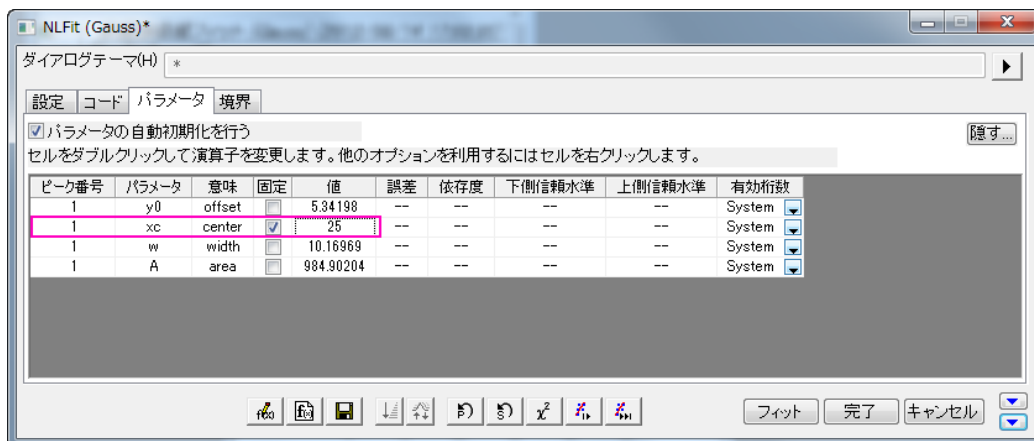 NLFit (Gauss)*
ダイアログテーマ(H) *
設定 コード パラメータ 境界
パラメータの自動初期化を行う 隠す...
セルをダブルクリックして演算子を変更します。他のオプションを利用するにはセルを右クリックします。
ピーク番号 パラメータ 意味 固定 値 誤差 依存度 下側信頼水準 上側信頼水準 有効桁数
1 y0 offset 5.34198 -- -- -- -- System
1 xc center 25 -- -- -- -- System
1 w width 10.16969 -- -- -- -- System
1 A area 984.90204 -- -- -- -- System
フィット 完了 キャンセル